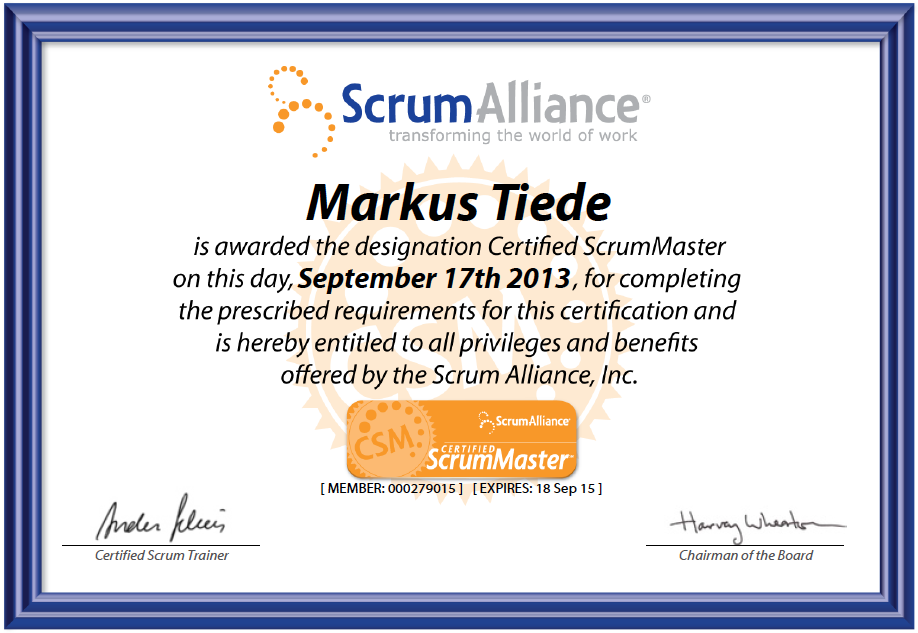 ScrumAlliance®
transforming the world of work
Markus Tiede
is awarded the designation Certified ScrumMaster
on this day, September 17th 2013, for completing
the prescribed requirements for this certification and
is hereby entitled to all privileges and benefits
offered by the Scrum Alliance, Inc.
CSM
ScrumAlliance
CSM
CERTIFIED
ScrumMaster
[ MEMBER: 000279015 ] [ EXPIRES: 18 Sep 15 ]
Harvey Wheaton
Certified Scrum Trainer
Chairman of the Board